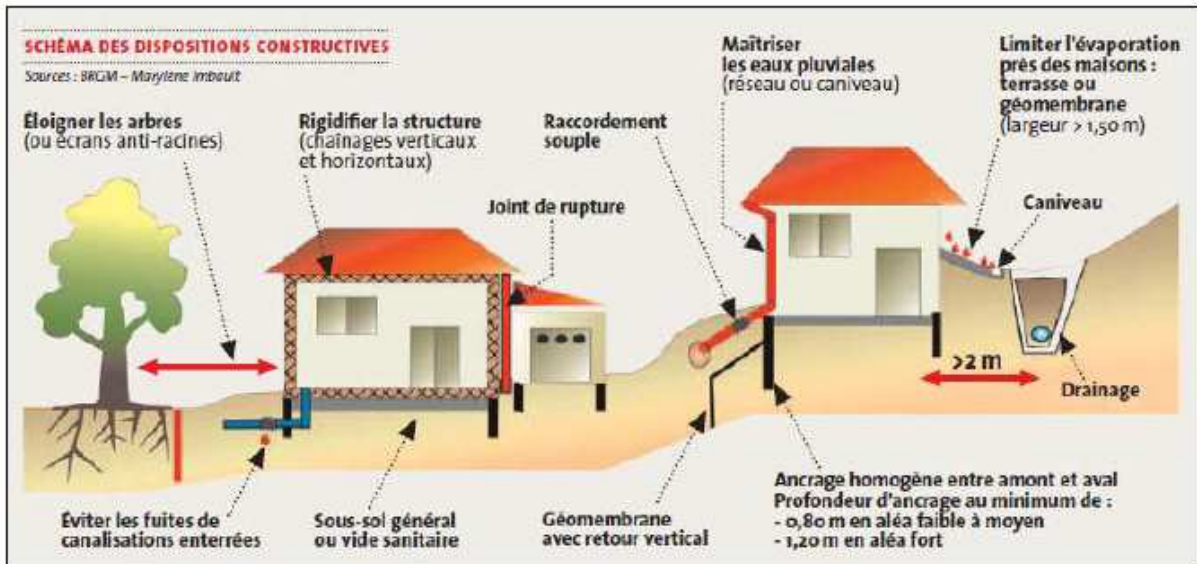 SCHÉMA DES DISPOSITIONS CONSTRUCTIVES
Sources : BRGM – Marylène Imbault
Éloigner les arbres
(ou écrans anti-racines)
Rigidifier la structure
(chaînages verticaux
et horizontaux)
Joint de rupture
Raccordement
souple
Maîtriser
les eaux pluviales
(réseau ou caniveau)
Limiter l'évaporation
près des maisons :
terrasse ou
géomembrane
(largeur > 1,50 m)
Caniveau
>2 m
Drainage
Éviter les fuites de
canalisations enterrées
Sous-sol général
ou vide sanitaire
Géomembrane
avec retour vertical
Ancrage homogène entre amont et aval
Profondeur d'ancrage au minimum de :
- 0,80 m en aléa faible à moyen
- 1,20 m en aléa fort